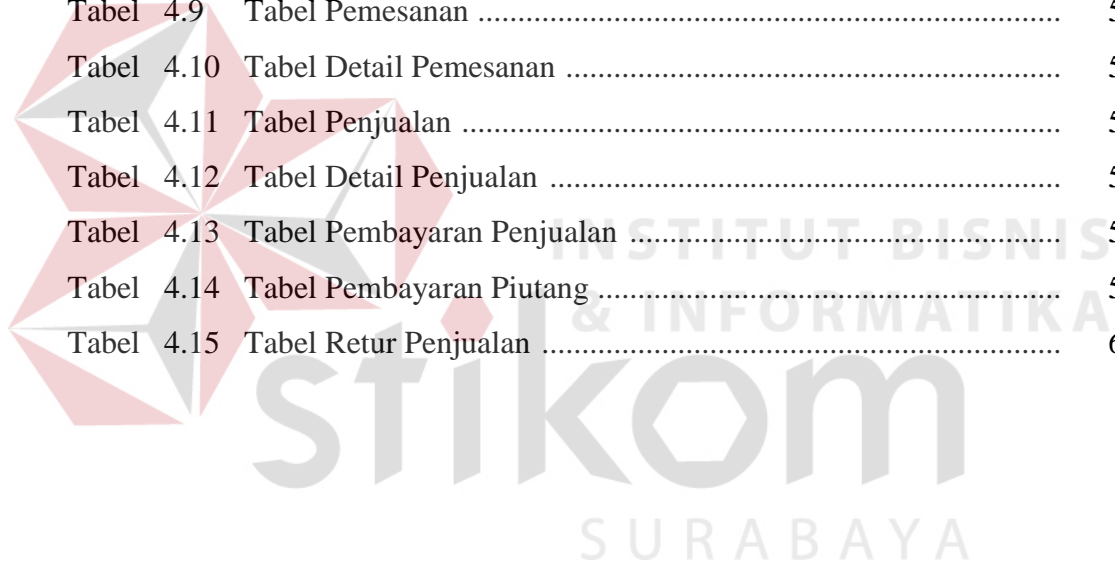 Tabel 4.9 Tabel Pemesanan ........................................................................
Tabel 4.10 Tabel Detail Pemesanan .............................................................
Tabel 4.11 Tabel Penjualan ..........................................................................
Tabel 4.12 Tabel Detail Penjualan ...............................................................
Tabel 4.13 Tabel Pembayaran Penjualan .....................................................
Tabel 4.14 Tabel Pembayaran Piutang .........................................................
Tabel 4.15 Tabel Retur Penjualan ................................................................
INSTITUT BISNIS
& INFORMATIKA
stikom
SURABAYA